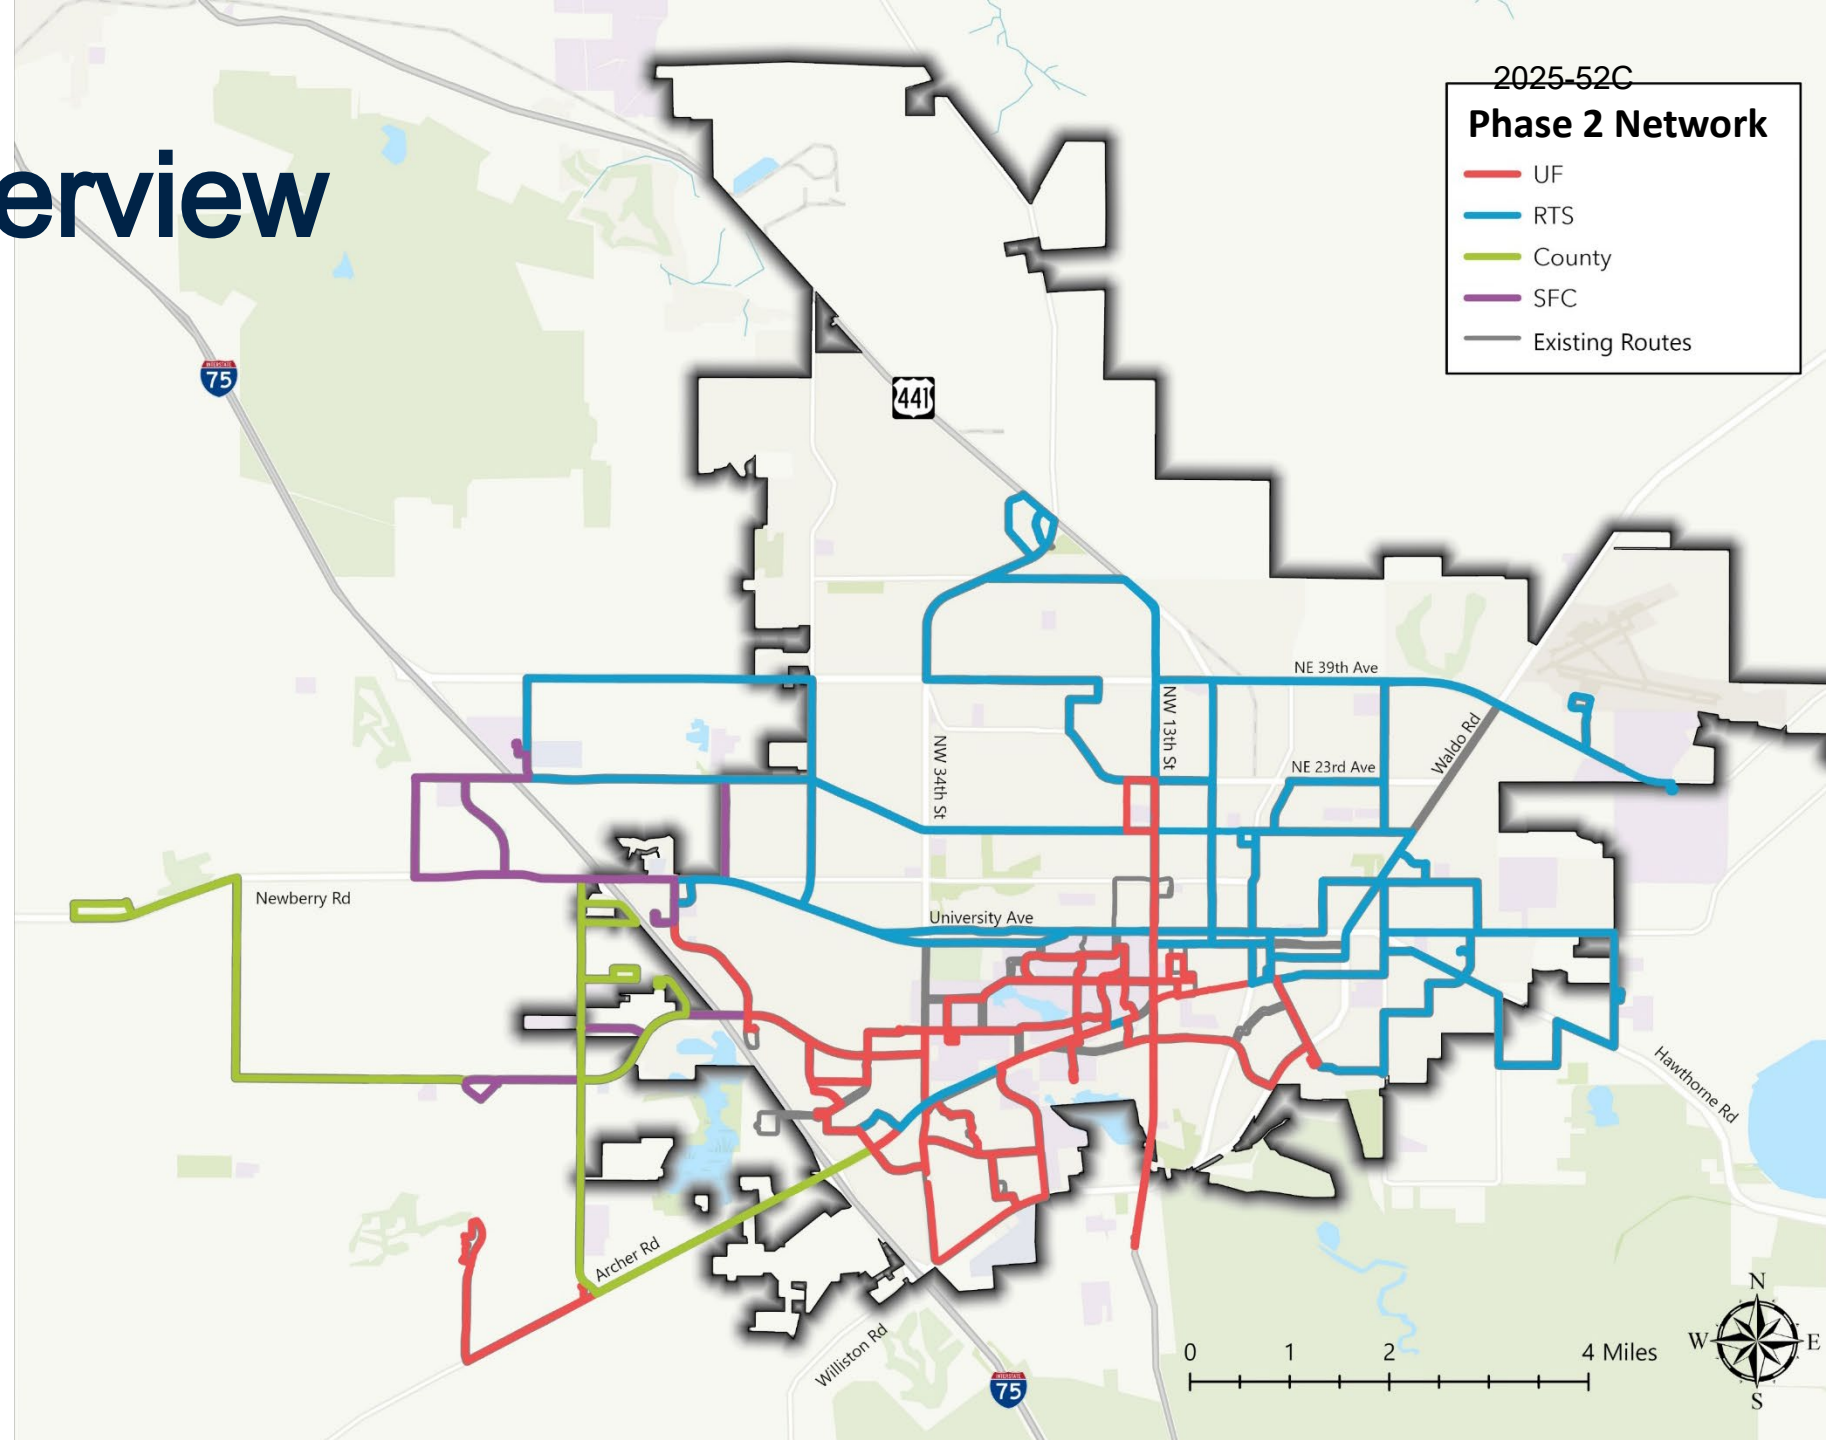 erview
2025-52C
Phase 2 Network
UF
RTS
County
SFC
Existing Routes
INTERSTATE
75
441
NE 39th Ave
NW 13th St
Waldo Rd
NW 34th St
NE 23rd Ave
Newberry Rd
University Ave
Hawthorne Rd
Archer Rd
Williston Rd
INTERSTATE
75
0 1 2 4 Miles
N
W E
S